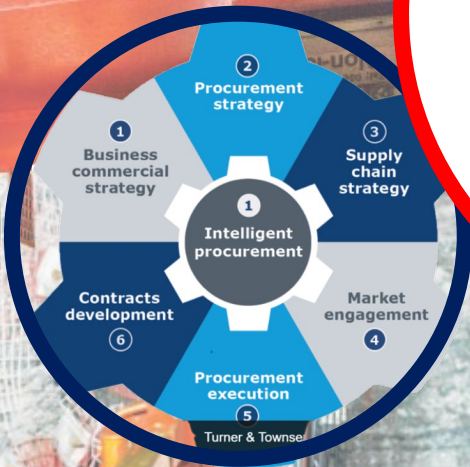 1
Business
commercial
strategy
2
Procurement
strategy
3
Supply
chain
strategy
1
Intelligent
procurement
Market
engagement
4
Procurement
execution
5
Turner & Townse
Contracts
development
6